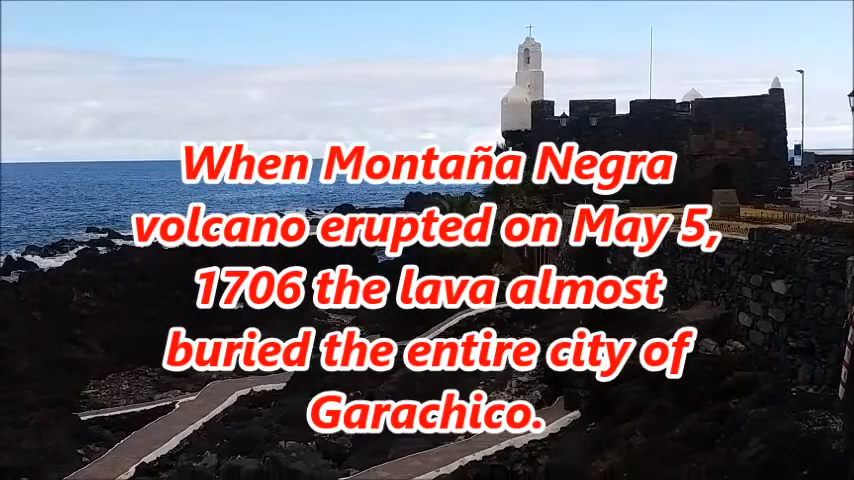 When Montaña Negra
volcano erupted on May 5,
1706 the lava almost
buried the entire city of
Garachico.